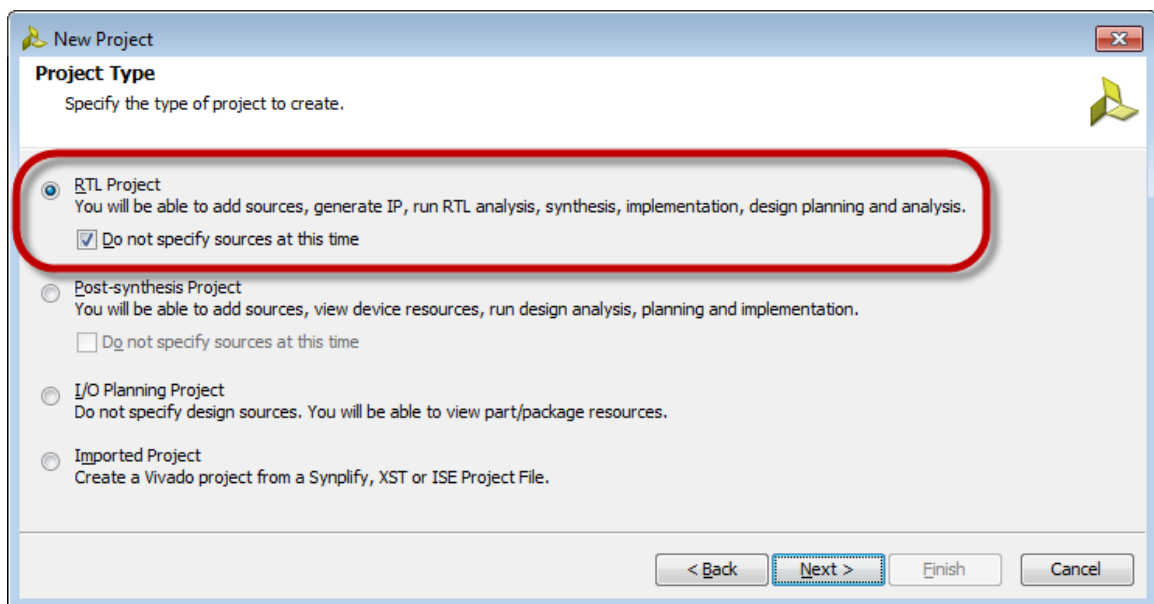 New Project
Project Type
Specify the type of project to create.
RTL Project
You will be able to add sources, generate IP, run RTL analysis, synthesis, implementation, design planning and analysis.
Do not specify sources at this time
Post-synthesis Project
You will be able to add sources, view device resources, run design analysis, planning and implementation.
Do not specify sources at this time
I/O Planning Project
Do not specify design sources. You will be able to view part/package resources.
Imported Project
Create a Vivado project from a Synplify, XST or ISE Project File.
< Back Next > Finish Cancel